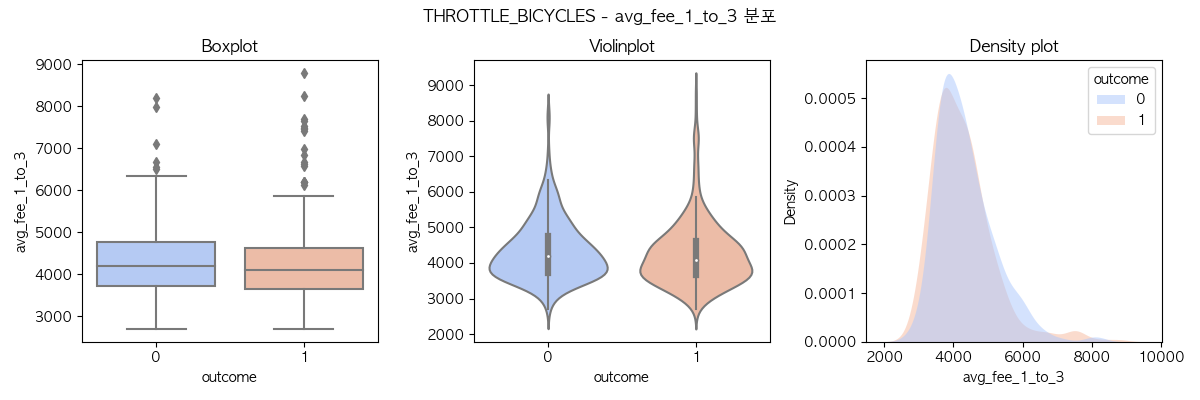 THROTTLE_BICYCLES - avg_fee_1_to_3 분포
Boxplot
avg_fee_1_to_3
9000
8000
7000
6000
5000
4000
3000
0
1
outcome
Violinplot
avg_fee_1_to_3
9000
8000
7000
6000
5000
4000
3000
2000
0
1
outcome
Density plot
Density
0.0005
0.0004
0.0003
0.0002
0.0001
0.0000
outcome
0
1
2000
4000
6000
8000
10000
avg_fee_1_to_3